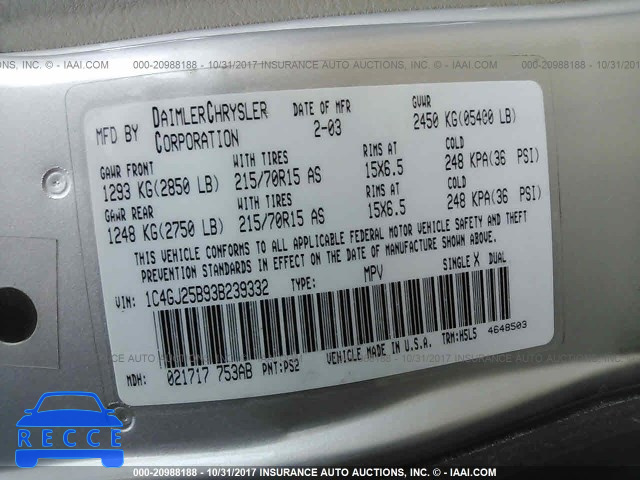 000-20988188 - 10/31/2017 INSURANCE AUTO AUCTIONS, INC. - © IAAI.COM
000-20988188 - 10/31/2017 INSURANCE AUTO AUCTIONS, INC. - © IAAI.COM
MFD BY DAIMLERCHRYSLER CORPORATION DATE OF MFR 2-03 GVWR 2450 KG(05400 LB)
GAWR FRONT WITH TIRES RIMS AT COLD
1293 KG(2850 LB) 215/70R15 AS 15X6.5 248 KPA(36 PSI)
GAWR REAR WITH TIRES RIMS AT COLD
1248 KG(2750 LB) 215/70R15 AS 15X6.5 248 KPA(36 PSI)
THIS VEHICLE CONFORMS TO ALL APPLICABLE FEDERAL MOTOR VEHICLE SAFETY AND THEFT
PREVENTION STANDARDS IN EFFECT ON THE DATE OF MANUFACTURE SHOWN ABOVE.
VIN: 1C4GJ25B93B239332 TYPE: MPV SINGLE X DUAL
MDH: 021717 753AB PNT:PS2 VEHICLE MADE IN U.S.A. TRM:H5L5 4648503
RECCE
000-20988188 - 10/31/2017 INSURANCE AUTO AUCTIONS, INC. - © IAAI.COM